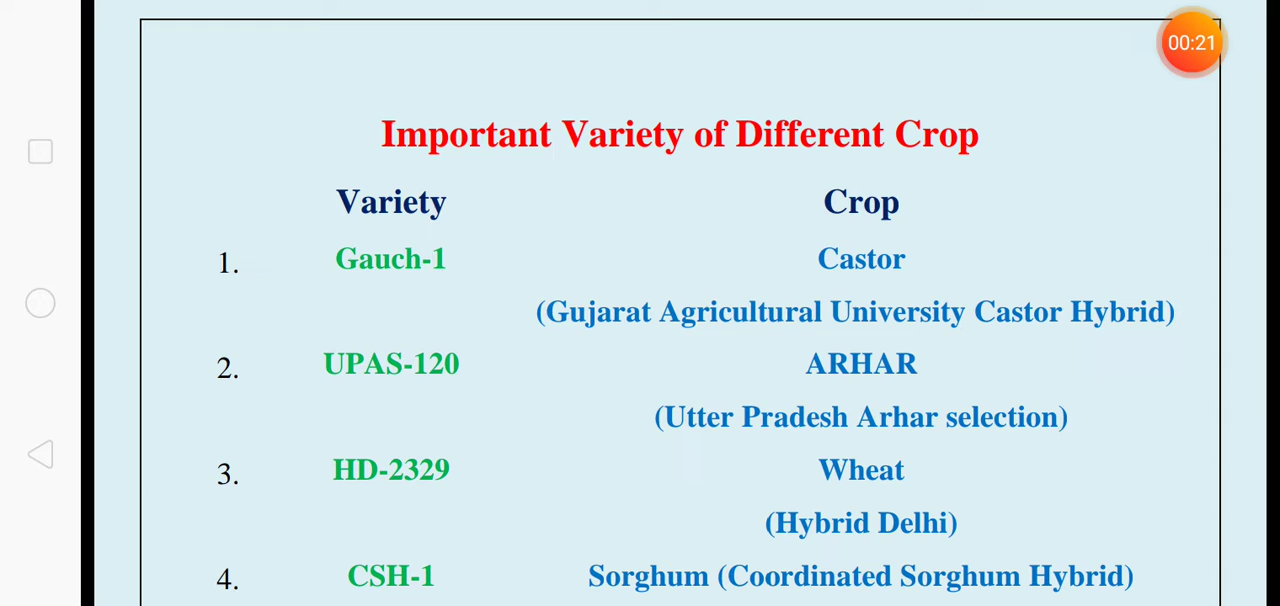 00:21
Important Variety of Different Crop
Variety Crop
1. Gauch-1 Castor
(Gujarat Agricultural University Castor Hybrid)
2. UPAS-120 ARHAR
(Utter Pradesh Arhar selection)
3. HD-2329 Wheat
(Hybrid Delhi)
4. CSH-1 Sorghum (Coordinated Sorghum Hybrid)